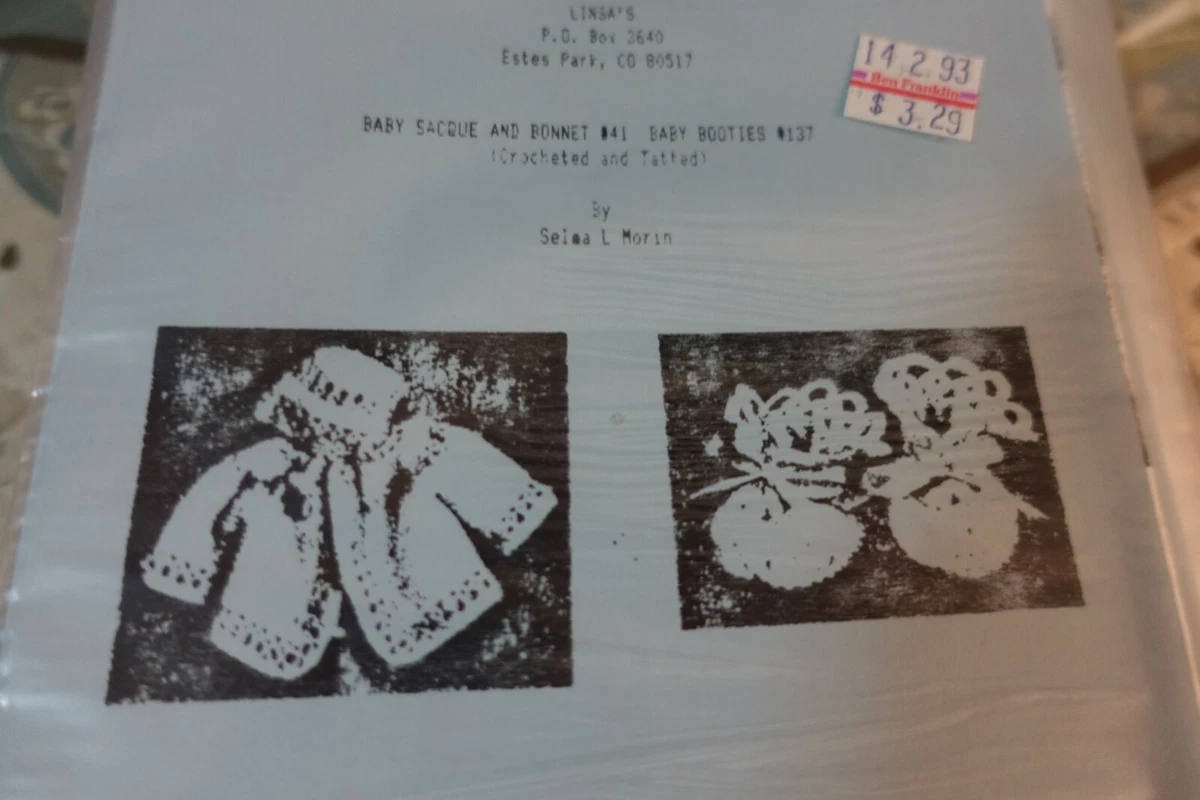 LINSA'S
P.O. Box 2640
Estes Park, CO 80517
14 2 93
Ben Franklin
$ 3.29
BABY SACQUE AND BONNET #41 BABY BOOTIES #137
(Crocheted and Tatted)
By
Selma L Morin